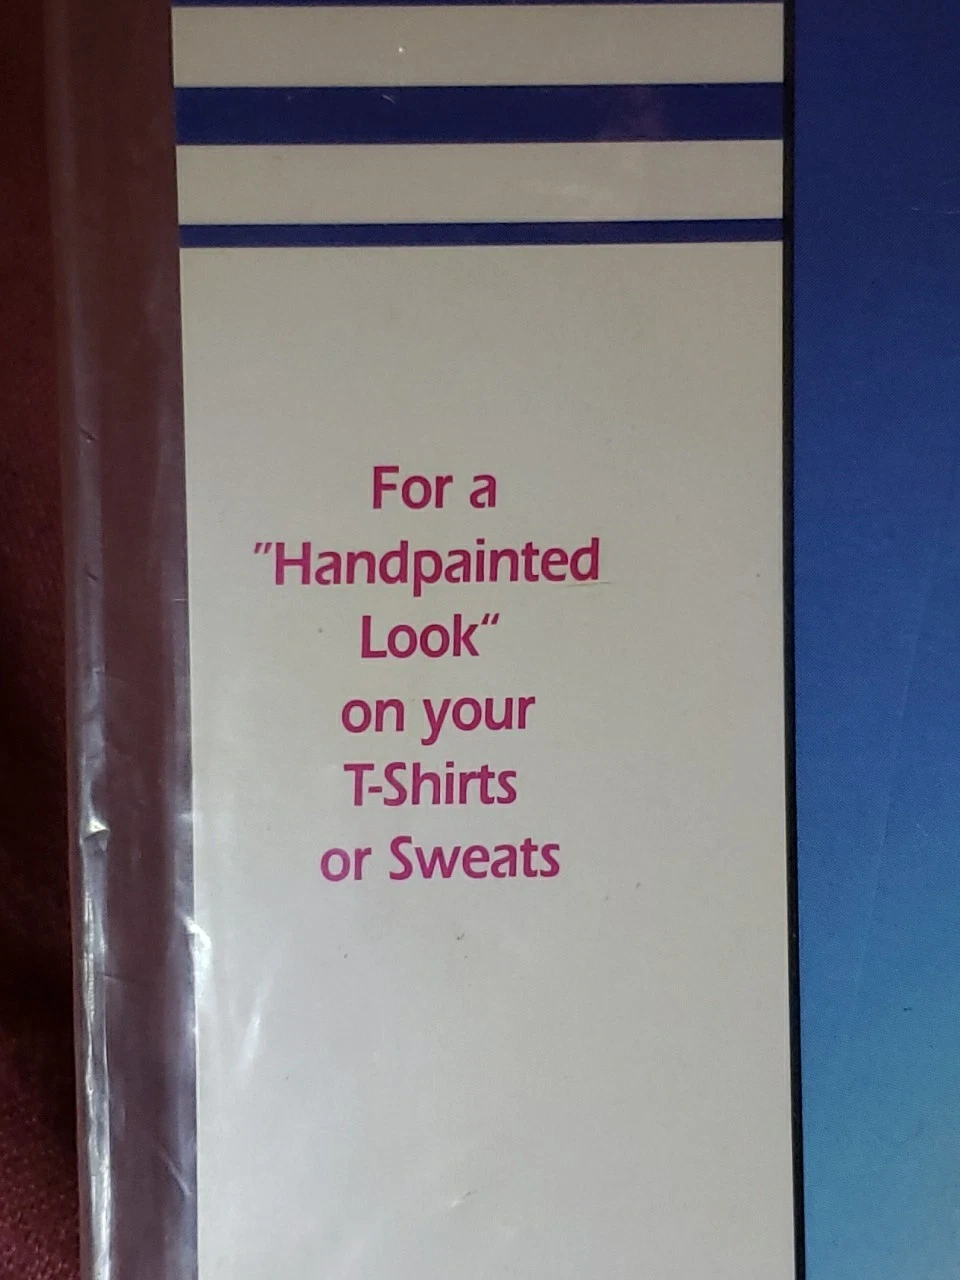 For a
"Handpainted
Look“
on your
T-Shirts
or Sweats